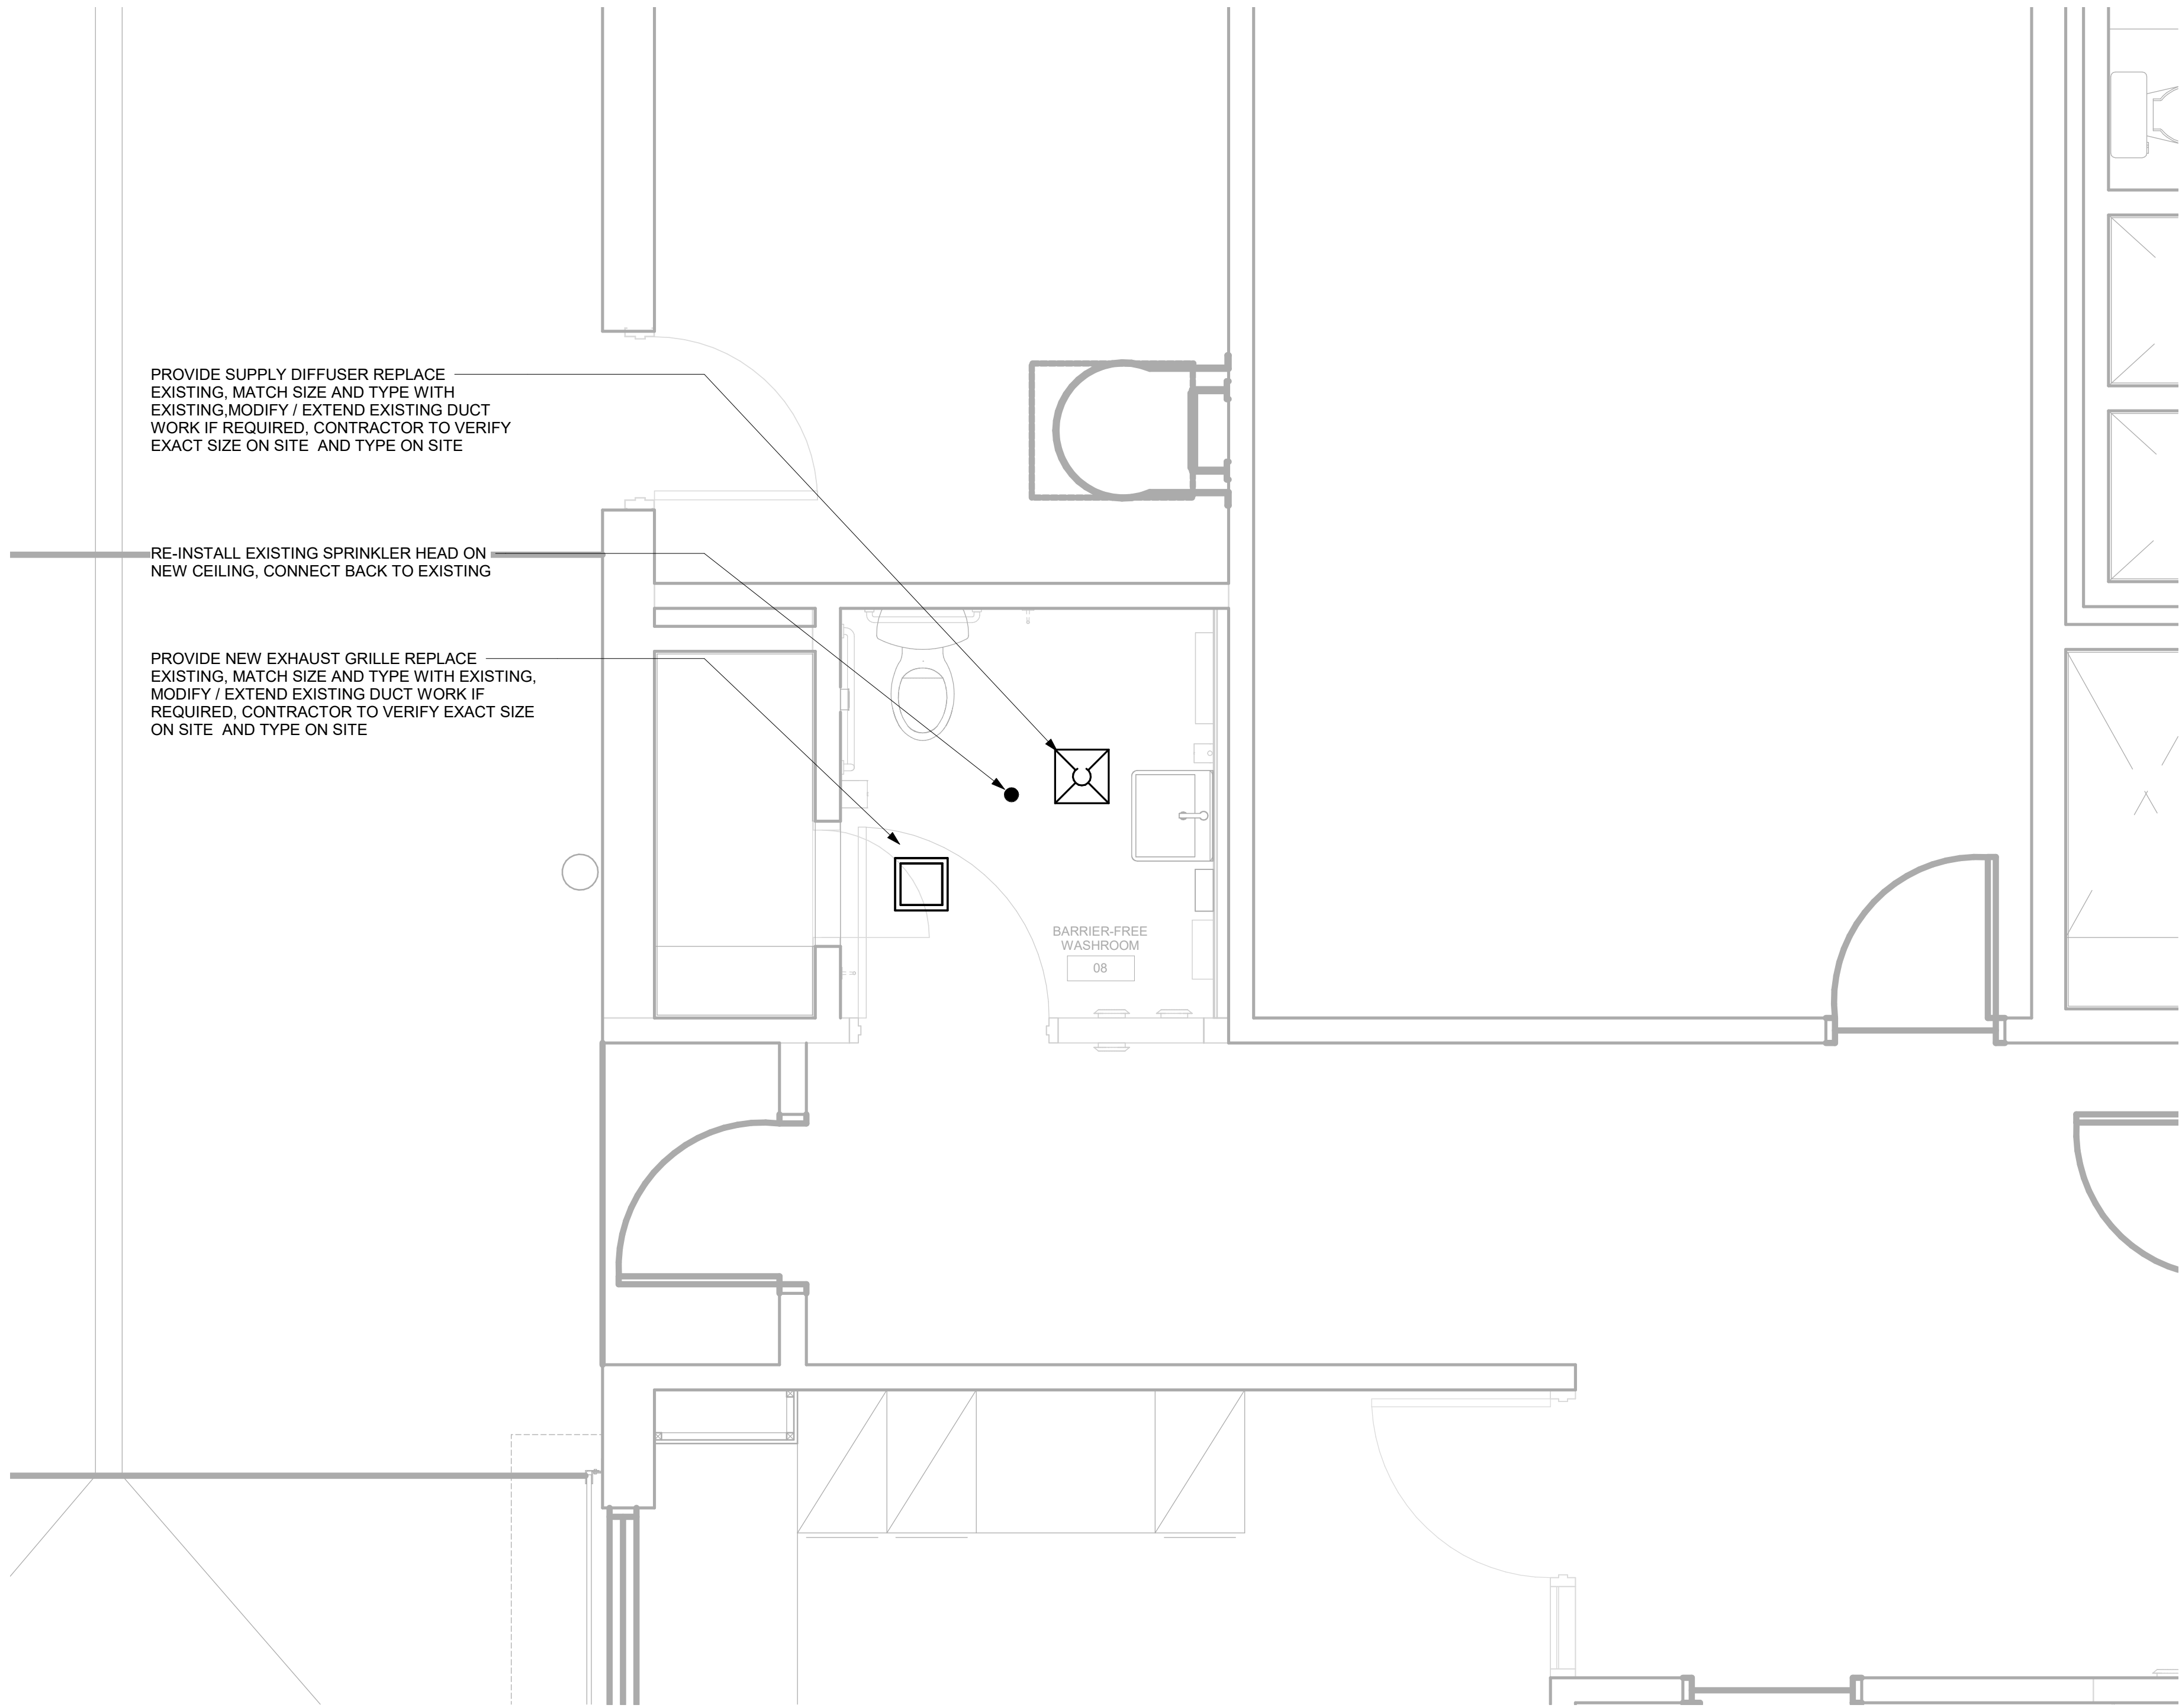 PROVIDE SUPPLY DIFFUSER REPLACE
EXISTING, MATCH SIZE AND TYPE WITH
EXISTING,MODIFY / EXTEND EXISTING DUCT
WORK IF REQUIRED, CONTRACTOR TO VERIFY
EXACT SIZE ON SITE  AND TYPE ON SITE
RE-INSTALL EXISTING SPRINKLER HEAD ON
NEW CEILING, CONNECT BACK TO EXISTING
PROVIDE NEW EXHAUST GRILLE REPLACE
EXISTING, MATCH SIZE AND TYPE WITH EXISTING,
MODIFY / EXTEND EXISTING DUCT WORK IF
REQUIRED, CONTRACTOR TO VERIFY EXACT SIZE
ON SITE  AND TYPE ON SITE
BARRIER-FREE
WASHROOM
08